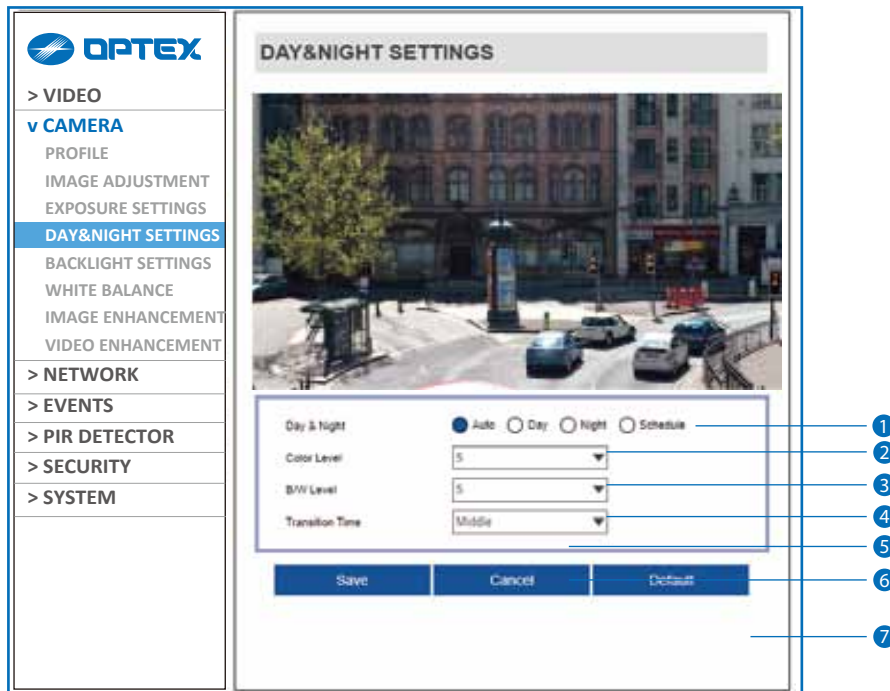 OPTEX
> VIDEO
v CAMERA
PROFILE
IMAGE ADJUSTMENT
EXPOSURE SETTINGS
DAY&NIGHT SETTINGS
BACKLIGHT SETTINGS
WHITE BALANCE
IMAGE ENHANCEMENT
VIDEO ENHANCEMENT
> NETWORK
> EVENTS
> PIR DETECTOR
> SECURITY
> SYSTEM
DAY&NIGHT SETTINGS
Day & Night Auto Day Night Schedule 1
Color Level 5 2
B/W Level 5 3
Transition Time Middle 4
5
Save Cancel Default 6
7